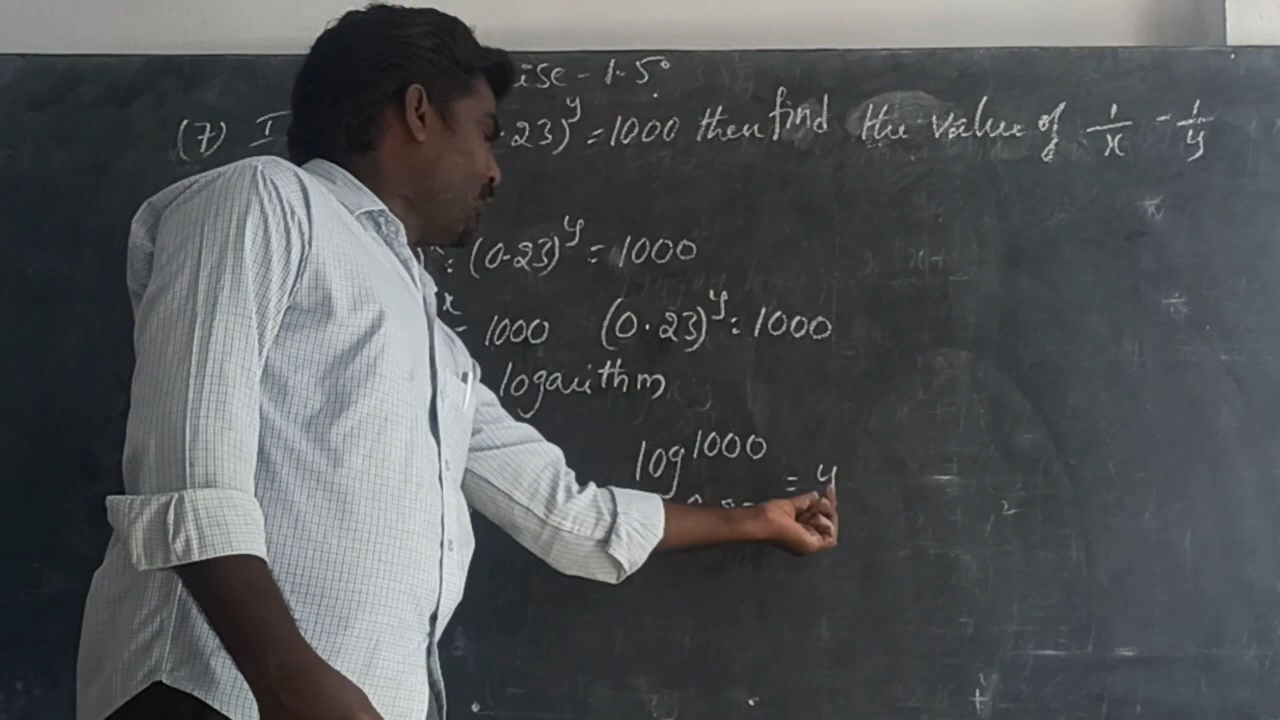 ise - 1.5°
(7) I 23)^y = 1000 then find the value of 1/x - 1/y
= (0.23)^y = 1000
x = 1000 (0.23)^y = 1000
logarithm
log 1000
= y